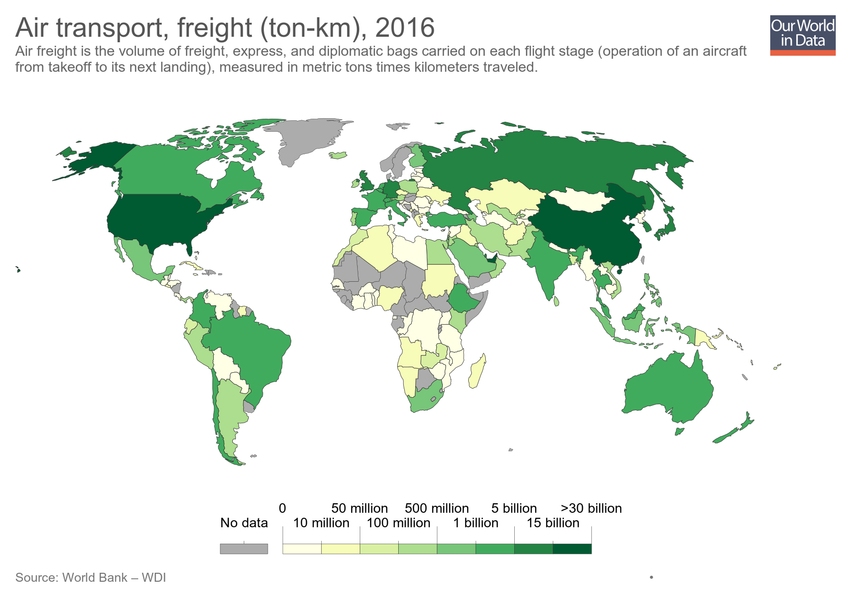 Air transport, freight (ton-km), 2016
Our World
in Data
Air freight is the volume of freight, express, and diplomatic bags carried on each flight stage (operation of an aircraft
from takeoff to its next landing), measured in metric tons times kilometers traveled.
0 50 million 500 million 5 billion >30 billion
No data 10 million 100 million 1 billion 15 billion
Source: World Bank – WDI